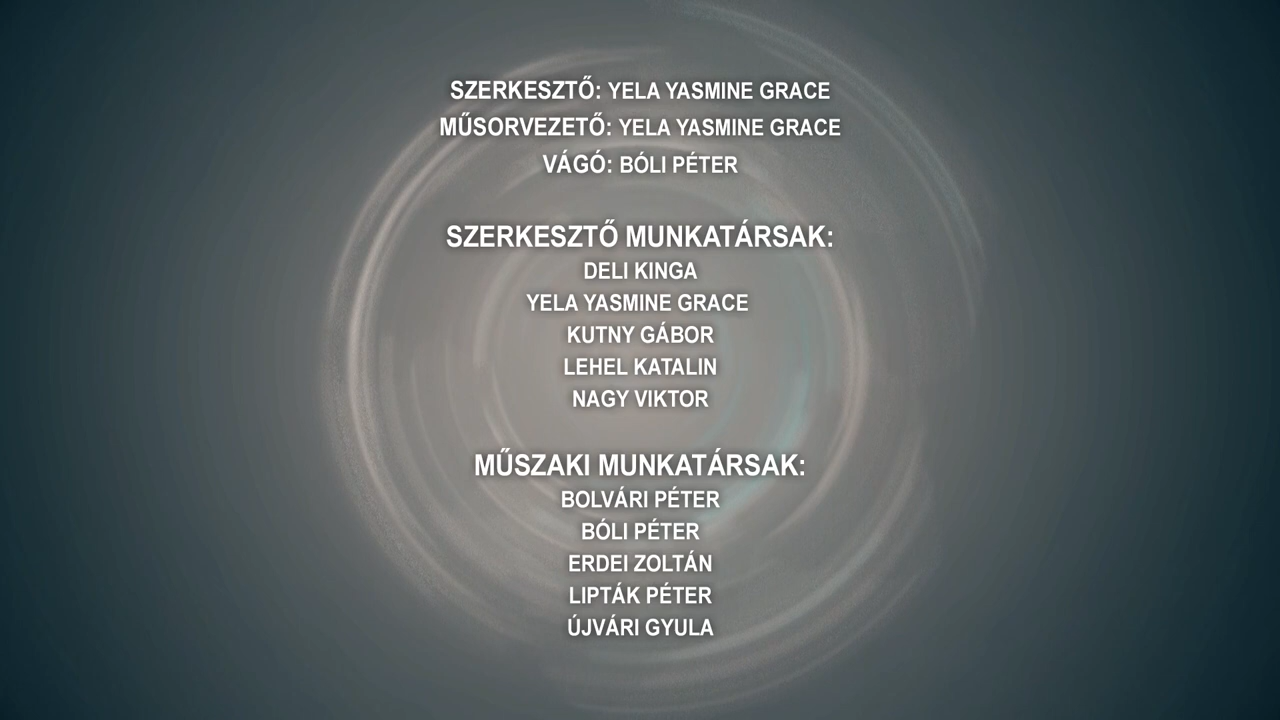 SZERKESZTŐ: YELA YASMINE GRACE
MŰSORVEZETŐ: YELA YASMINE GRACE
VÁGÓ: BÓLI PÉTER
SZERKESZTŐ MUNKATÁRSAK:
DELI KINGA
YELA YASMINE GRACE
KUTNY GÁBOR
LEHEL KATALIN
NAGY VIKTOR
MŰSZAKI MUNKATÁRSAK:
BOLVÁRI PÉTER
BÓLI PÉTER
ERDEI ZOLTÁN
LIPTÁK PÉTER
ÚJVÁRI GYULA